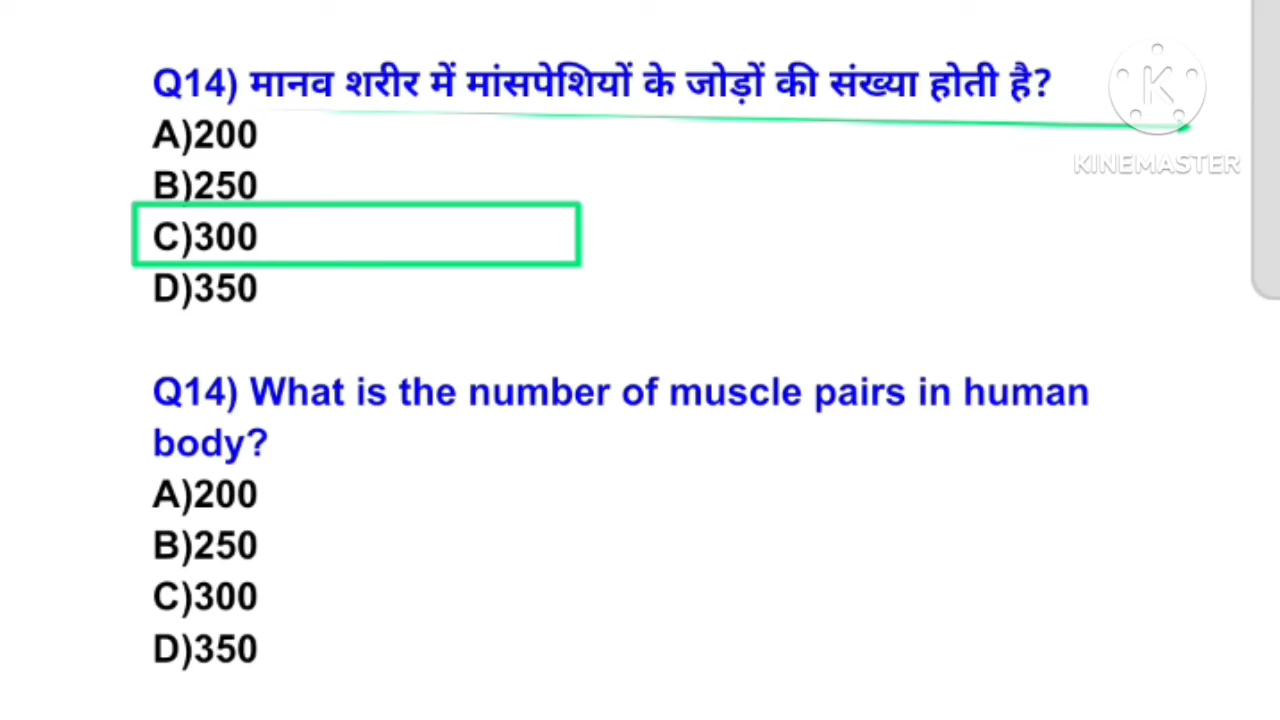 Q14) मानव शरीर में मांसपेशियों के जोड़ों की संख्या होती है?
A)200
B)250
C)300
D)350
Q14) What is the number of muscle pairs in human
body?
A)200
B)250
C)300
D)350
K
KINEMASTER